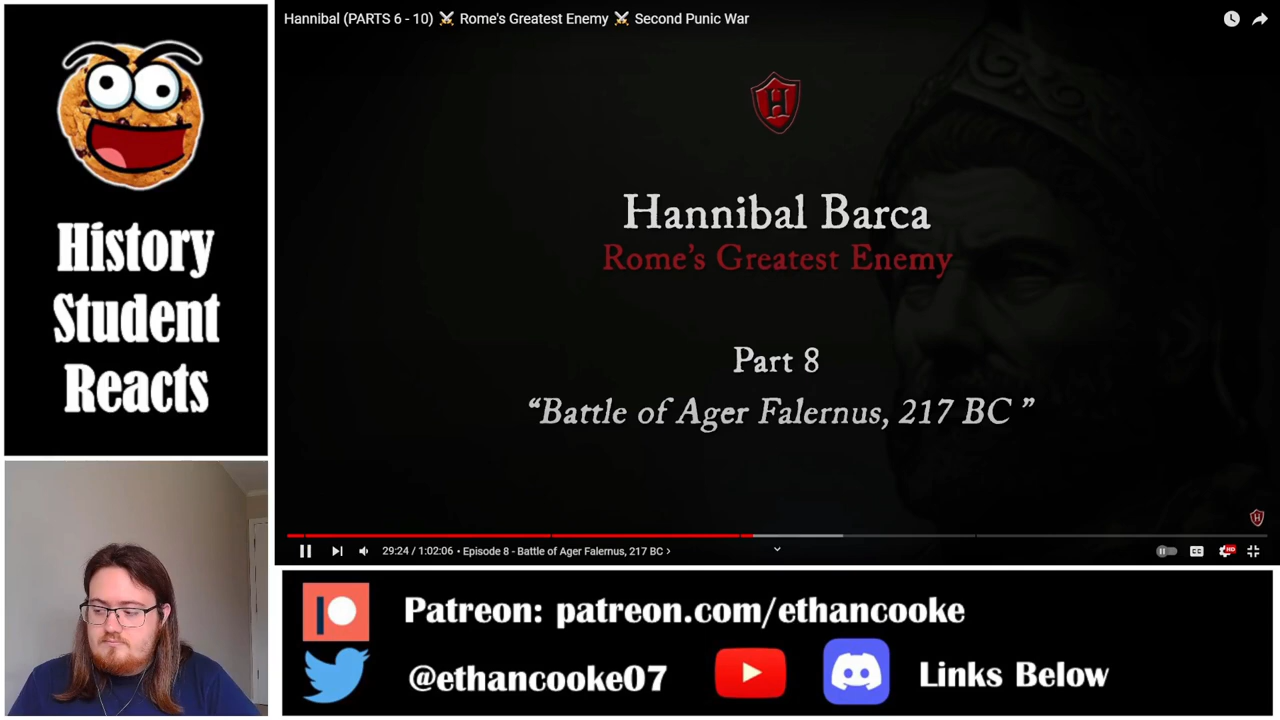 Hannibal (PARTS 6 - 10) ⚔️ Rome's Greatest Enemy ⚔️ Second Punic War
History
Student
Reacts
H
Hannibal Barca
Rome's Greatest Enemy
Part 8
“Battle of Ager Falernus, 217 BC ”
H
29:24 / 1:02:06 • Episode 8 - Battle of Ager Falernus, 217 BC ›
CC
HD
Patreon: patreon.com/ethancooke
@ethancooke07
Links Below